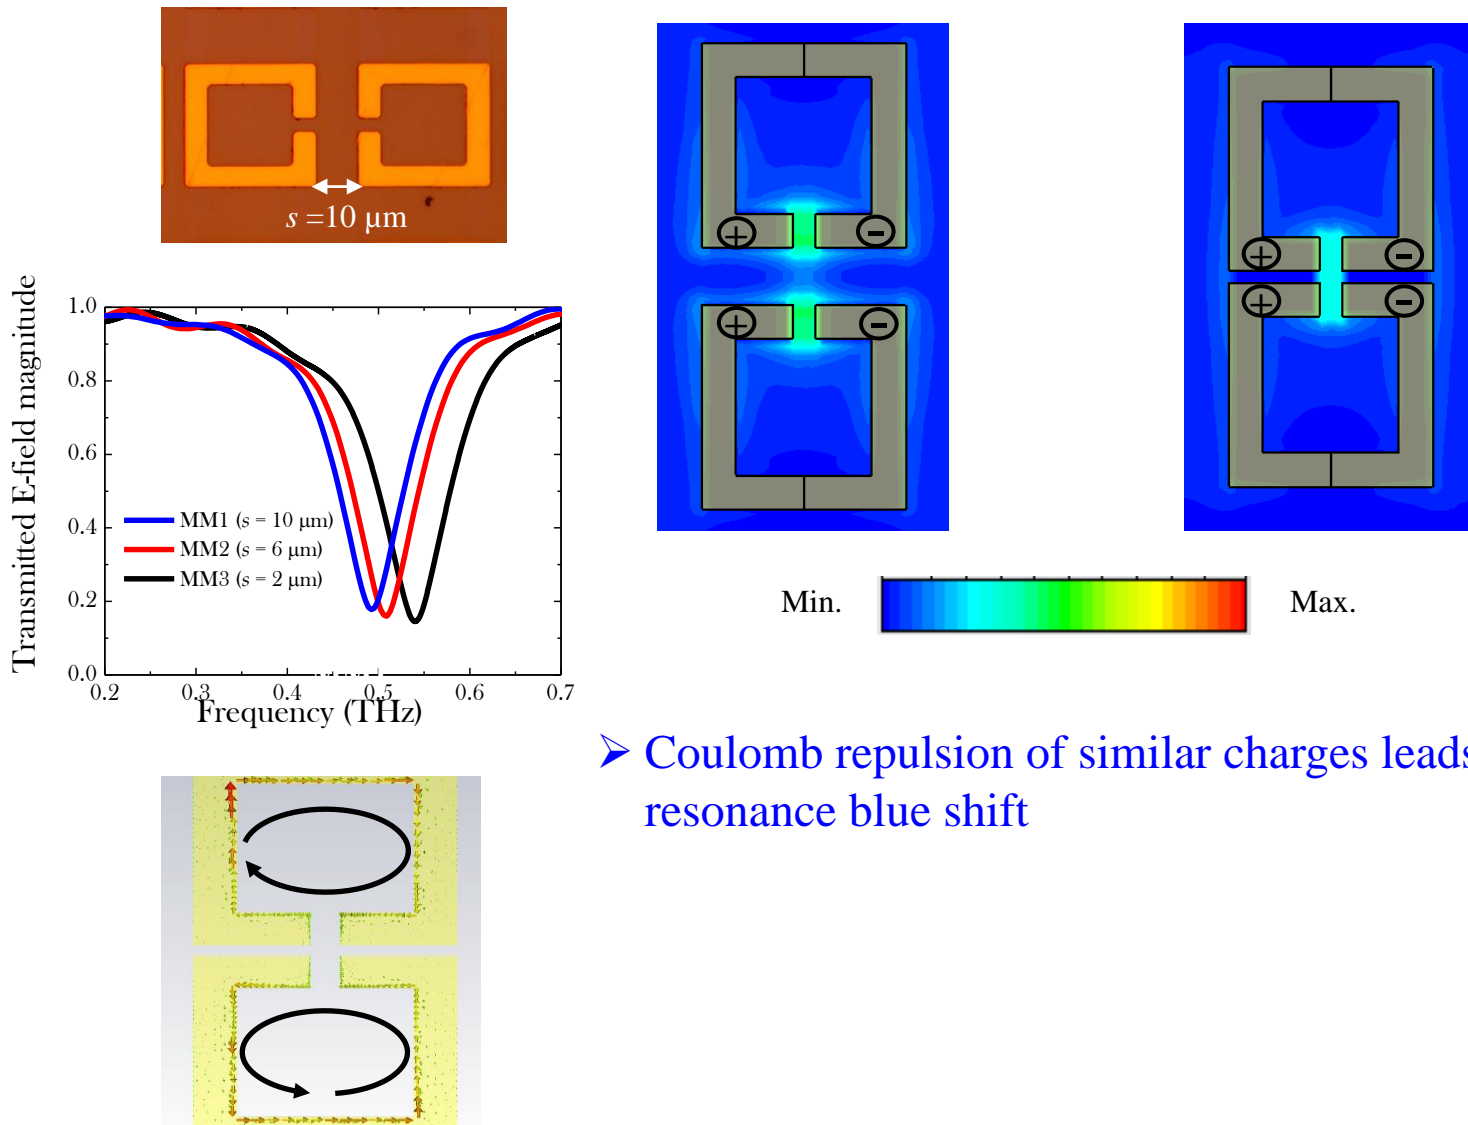 s =10 μm
+
-
+
-
+
-
+
-
Transmitted E-field magnitude
1.0
0.8
0.6
0.4
0.2
0.0
MM1 (s = 10 μm)
MM2 (s = 6 μm)
MM3 (s = 2 μm)
0.2 0.3 0.4 0.5 0.6 0.7
Frequency (THz)
Min. Max.
➢ Coulomb repulsion of similar charges leads
resonance blue shift